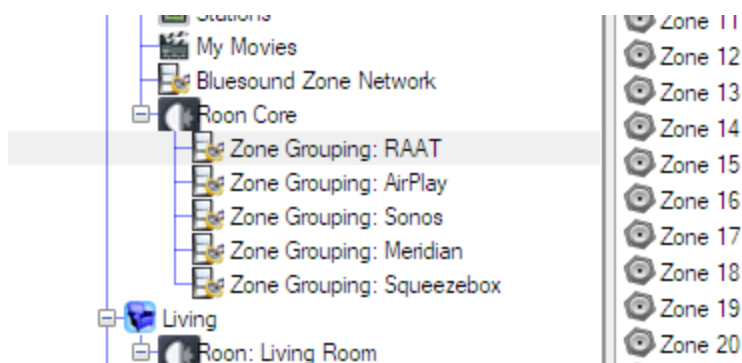 Stations
My Movies
Bluesound Zone Network
Roon Core
Zone Grouping: RAAT
Zone Grouping: AirPlay
Zone Grouping: Sonos
Zone Grouping: Meridian
Zone Grouping: Squeezebox
Living
Roon: Living Room
Zone 11
Zone 12
Zone 13
Zone 14
Zone 15
Zone 16
Zone 17
Zone 18
Zone 19
Zone 20